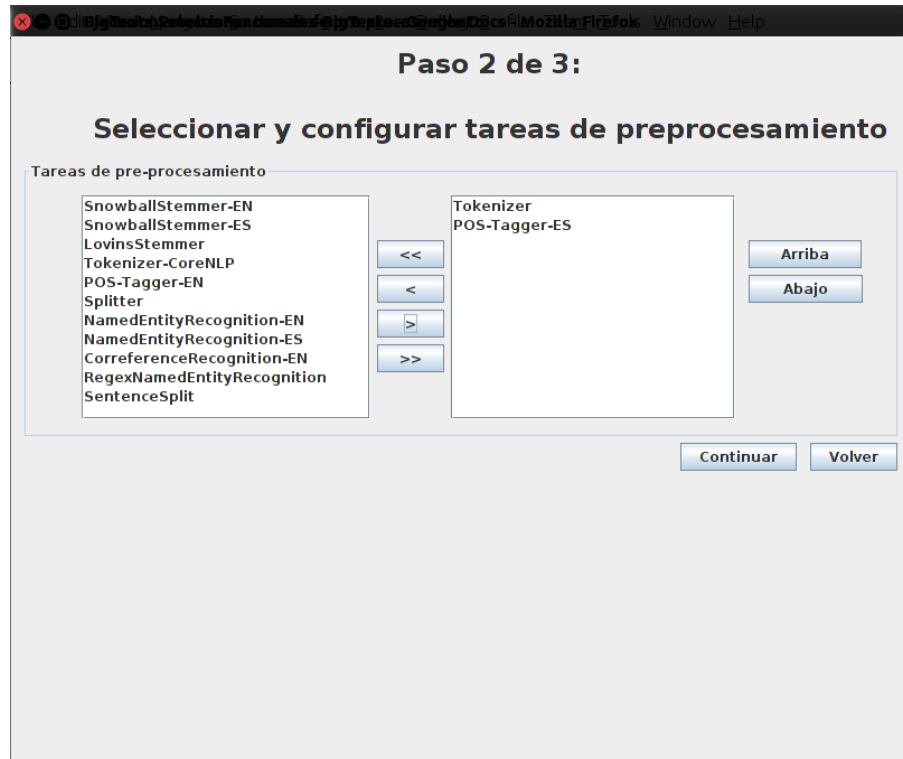 Window Help
Paso 2 de 3:
Seleccionar y configurar tareas de preprocesamiento
Tareas de pre-procesamiento
SnowballStemmer-EN
SnowballStemmer-ES
LovinsStemmer
Tokenizer-CoreNLP
POS-Tagger-EN
Splitter
NamedEntityRecognition-EN
NamedEntityRecognition-ES
CorreferenceRecognition-EN
RegexNamedEntityRecognition
SentenceSplit
<<
<
>
>>
Tokenizer
POS-Tagger-ES
Arriba
Abajo
Continuar
Volver